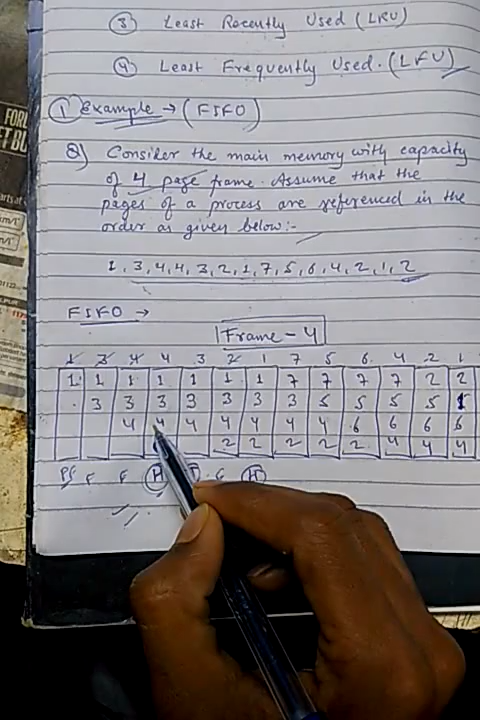 ③ Least Recently Used (LRU)
④ Least Frequently Used. (LFU)
① Example → (FIFO)
Q) Consider the main memory with capacity
of 4 page frame. Assume that the
pages of a process are referenced in the
order as given below:-
1, 3, 4, 4, 3, 2, 1, 7, 5, 6, 4, 2, 1, 2
FIFO →
Frame - 4
1 3 4 4 3 2 1 7 5 6 4 2 1
1 1 1 1 1 1 1 7 7 7 7 2 2
3 3 3 3 3 3 3 5 5 5 5 1
4 4 4 4 4 4 4 6 6 6 6
2 2 2 2 2 4 4 4
PF F F H F H